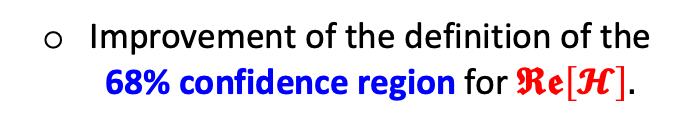 ○ Improvement of the definition of the
68% confidence region for 𝕽𝖊[𝓗].